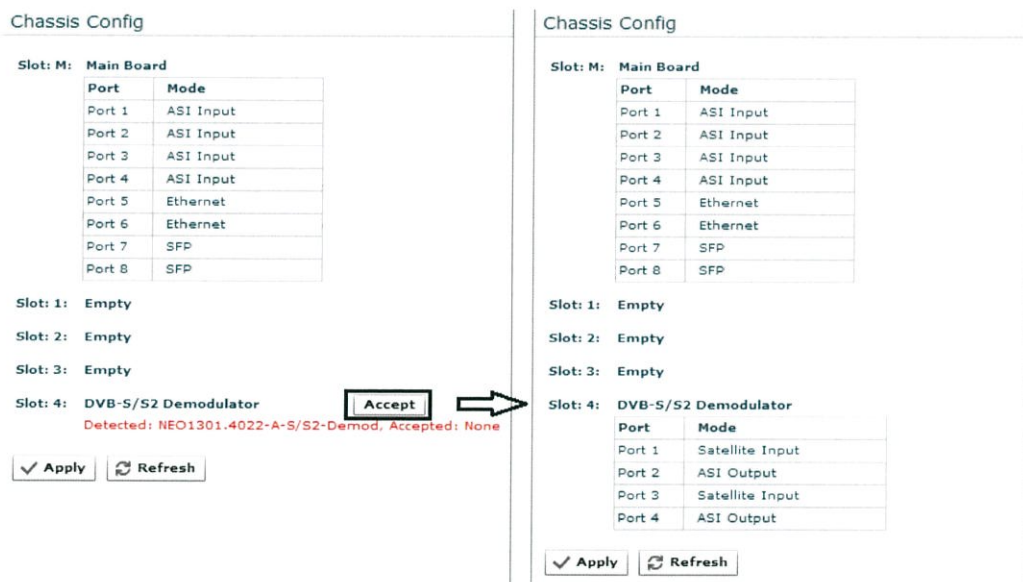 Chassis Config
Slot: M: Main Board
Port Mode
Port 1 ASI Input
Port 2 ASI Input
Port 3 ASI Input
Port 4 ASI Input
Port 5 Ethernet
Port 6 Ethernet
Port 7 SFP
Port 8 SFP
Slot: 1: Empty
Slot: 2: Empty
Slot: 3: Empty
Slot: 4: DVB-S/S2 Demodulator Accept
Detected: NEO1301.4022-A-S/S2-Demod, Accepted: None
Apply Refresh
Chassis Config
Slot: M: Main Board
Port Mode
Port 1 ASI Input
Port 2 ASI Input
Port 3 ASI Input
Port 4 ASI Input
Port 5 Ethernet
Port 6 Ethernet
Port 7 SFP
Port 8 SFP
Slot: 1: Empty
Slot: 2: Empty
Slot: 3: Empty
Slot: 4: DVB-S/S2 Demodulator
Port Mode
Port 1 Satellite Input
Port 2 ASI Output
Port 3 Satellite Input
Port 4 ASI Output
Apply Refresh